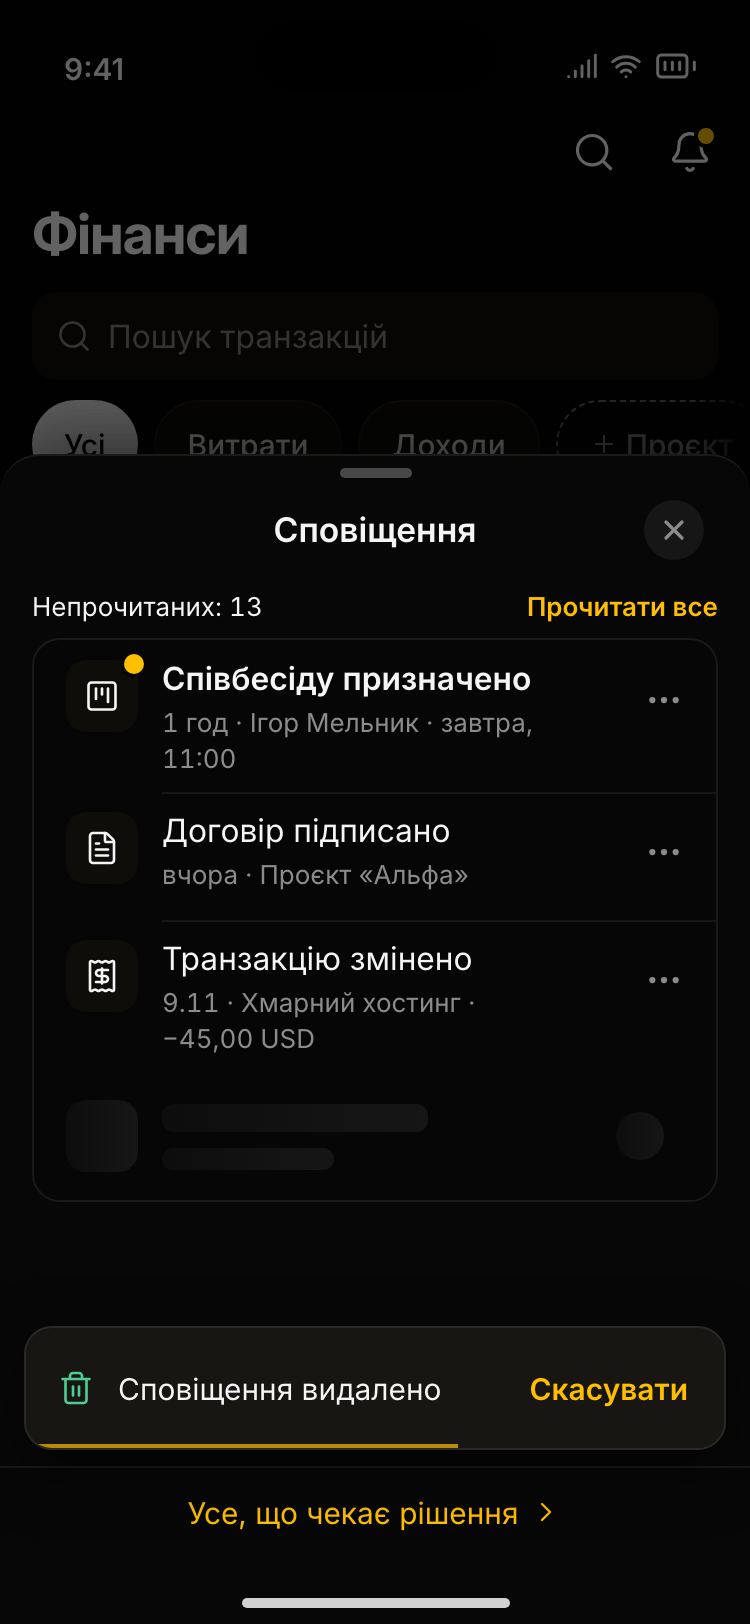 9:41
Фінанси
Пошук транзакцій
Усі
Витрати
Доходи
+ Проєкт
Сповіщення
Непрочитаних: 13
Прочитати все
Співбесіду призначено
1 год · Ігор Мельник · завтра,
11:00
Договір підписано
вчора · Проєкт «Альфа»
Транзакцію змінено
9.11 · Хмарний хостинг ·
−45,00 USD
Сповіщення видалено
Скасувати
Усе, що чекає рішення